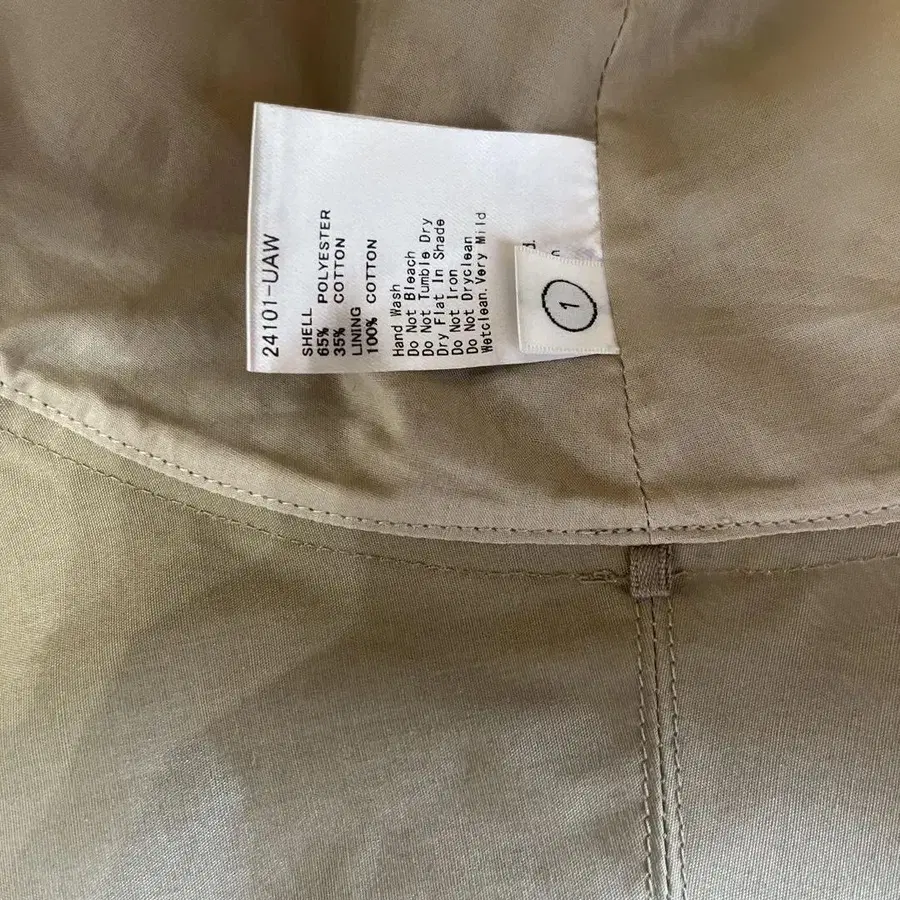 24101-UAW
SHELL
65% POLYESTER
35% COTTON
LINING
100% COTTON
Hand Wash
Do Not Bleach
Do Not Tumble Dry
Dry Flat In Shade
Do Not Iron
Do Not Dryclean
Wetclean.Very Mild
1